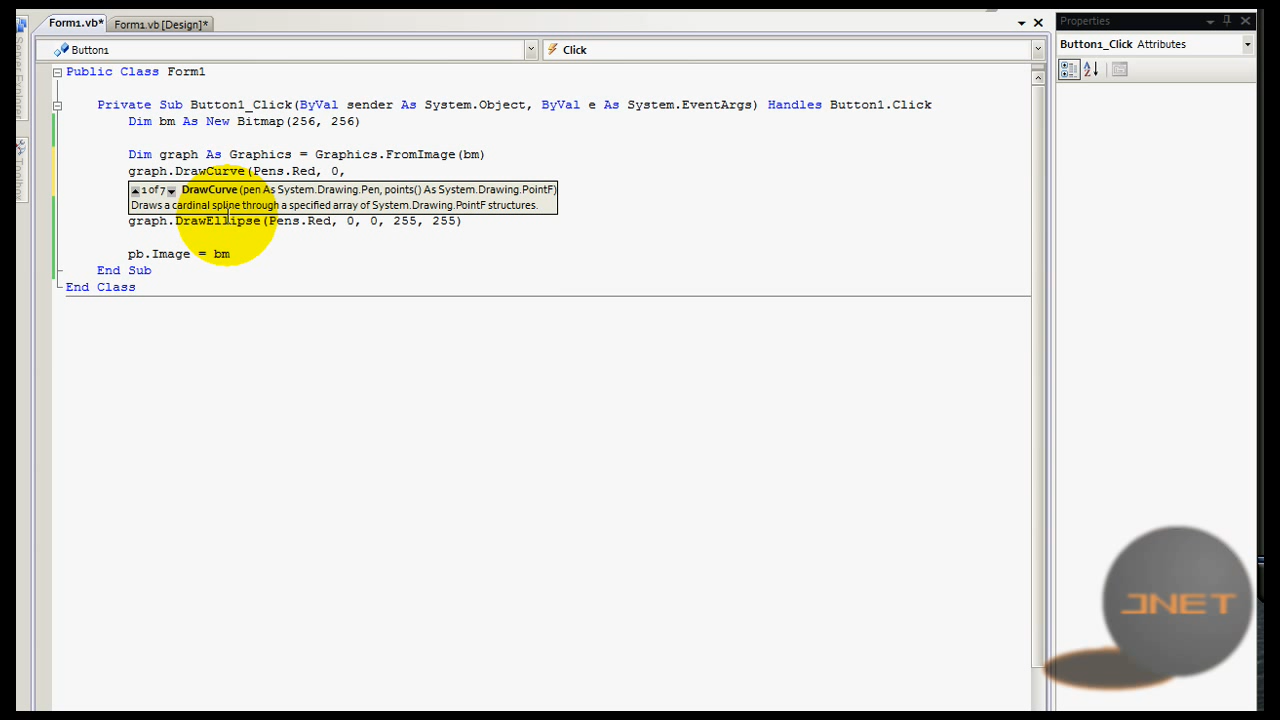 Form1.vb*
Form1.vb [Design]*
Properties
Button1
Click
Button1_Click Attributes
Public Class Form1
Private Sub Button1_Click(ByVal sender As System.Object, ByVal e As System.EventArgs) Handles Button1.Click
Dim bm As New Bitmap(256, 256)
Dim graph As Graphics = Graphics.FromImage(bm)
graph.DrawCurve(Pens.Red, 0,
1 of 7 DrawCurve (pen As System.Drawing.Pen, points() As System.Drawing.PointF)
Draws a cardinal spline through a specified array of System.Drawing.PointF structures.
graph.DrawEllipse(Pens.Red, 0, 0, 255, 255)
pb.Image = bm
End Sub
End Class
JNET